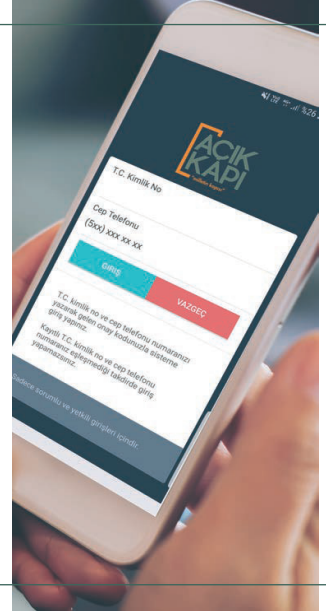 %26
AÇIK
KAPI
T.C. Kimlik No
Cep Telefonu
(5xx) xxx xx xx
GİRİŞ
VAZGEÇ
T.C. kimlik no ve cep telefonu numaranızı
yazarak gelen onay kodunuzla sisteme
giriş yapınız.
Kayıtlı T.C. kimlik no ve cep telefonu
numaranız eşleşmediği takdirde giriş
yapamazsınız.
Sadece sorumlu ve yetkili girişleri içindir.